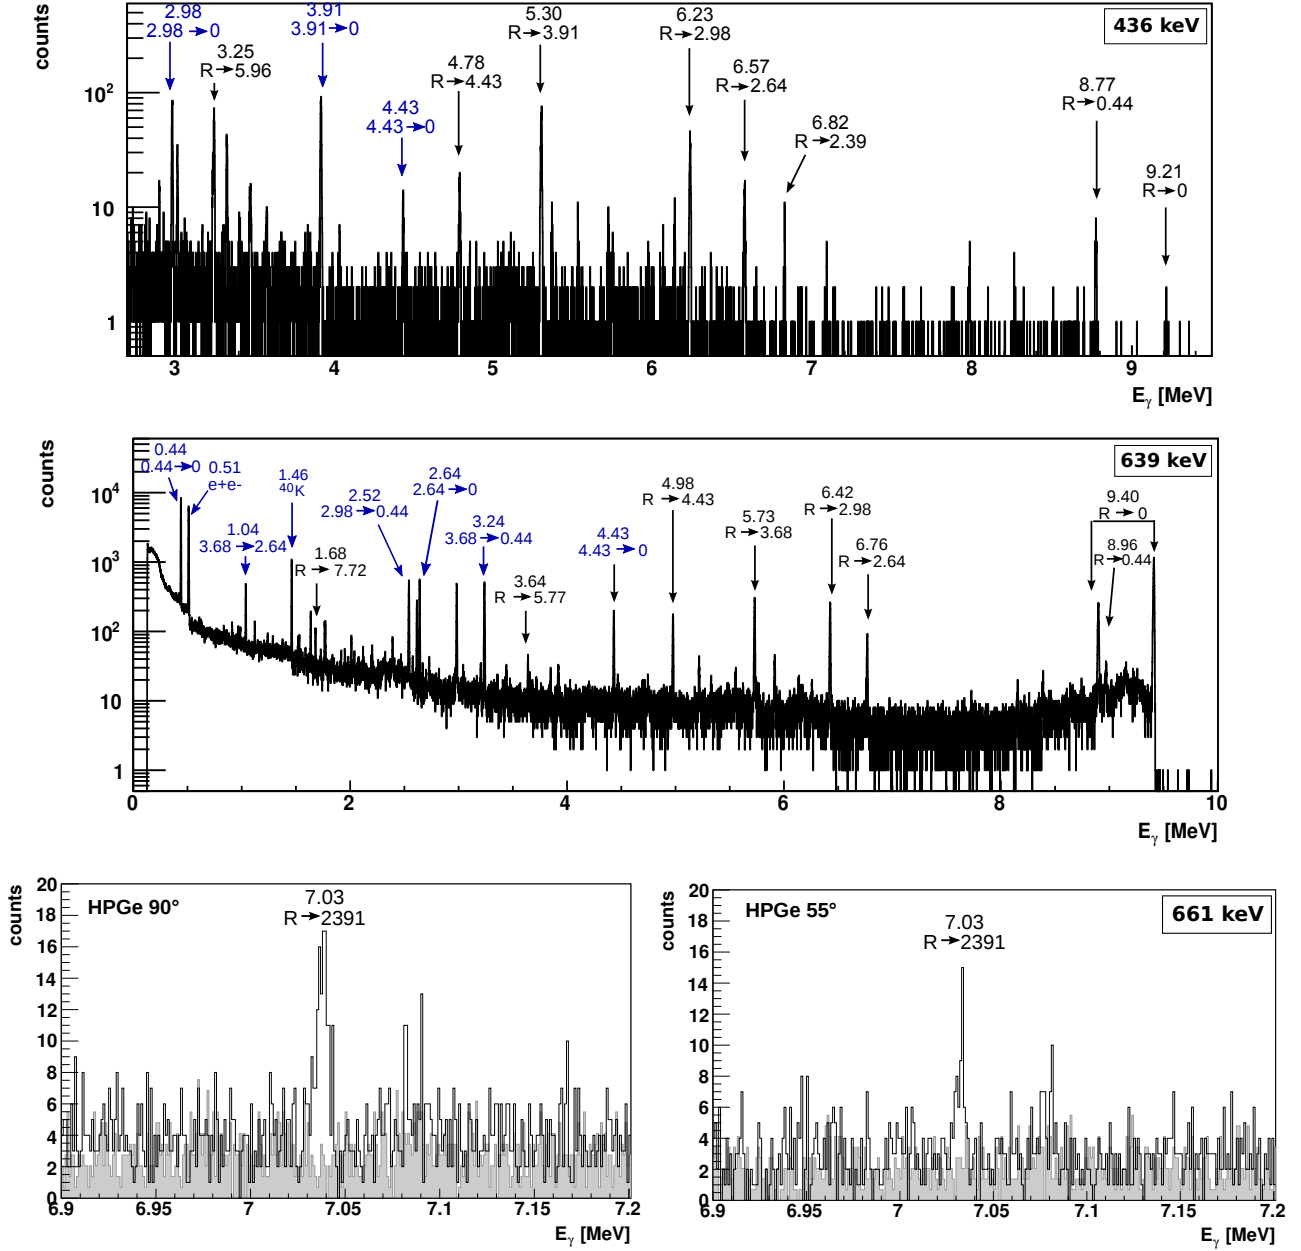 436 keV
counts
2.98
2.98→0
3.25
R→5.96
3.91
3.91→0
4.43
4.43→0
4.78
R→4.43
5.30
R→3.91
6.23
R→2.98
6.57
R→2.64
6.82
R→2.39
8.77
R→0.44
9.21
R→0
10²
10
1
3 4 5 6 7 8 9
Eγ [MeV]
639 keV
counts
0.44
0.44→0
0.51
e+e-
1.04
3.68→2.64
1.46
⁴⁰K
1.68
R→7.72
2.52
2.98→0.44
2.64
2.64→0
3.24
3.68→0.44
3.64
R→5.77
4.43
4.43→0
4.98
R→4.43
5.73
R→3.68
6.42
R→2.98
6.76
R→2.64
9.40
R→0
8.96
R→0.44
10⁴
10³
10²
10
1
0 2 4 6 8 10
Eγ [MeV]
counts
HPGe 90°
7.03
R→2391
20
18
16
14
12
10
8
6
4
2
0
6.9 6.95 7 7.05 7.1 7.15 7.2
Eγ [MeV]
counts
HPGe 55°
661 keV
7.03
R→2391
20
18
16
14
12
10
8
6
4
2
0
6.9 6.95 7 7.05 7.1 7.15 7.2
Eγ [MeV]